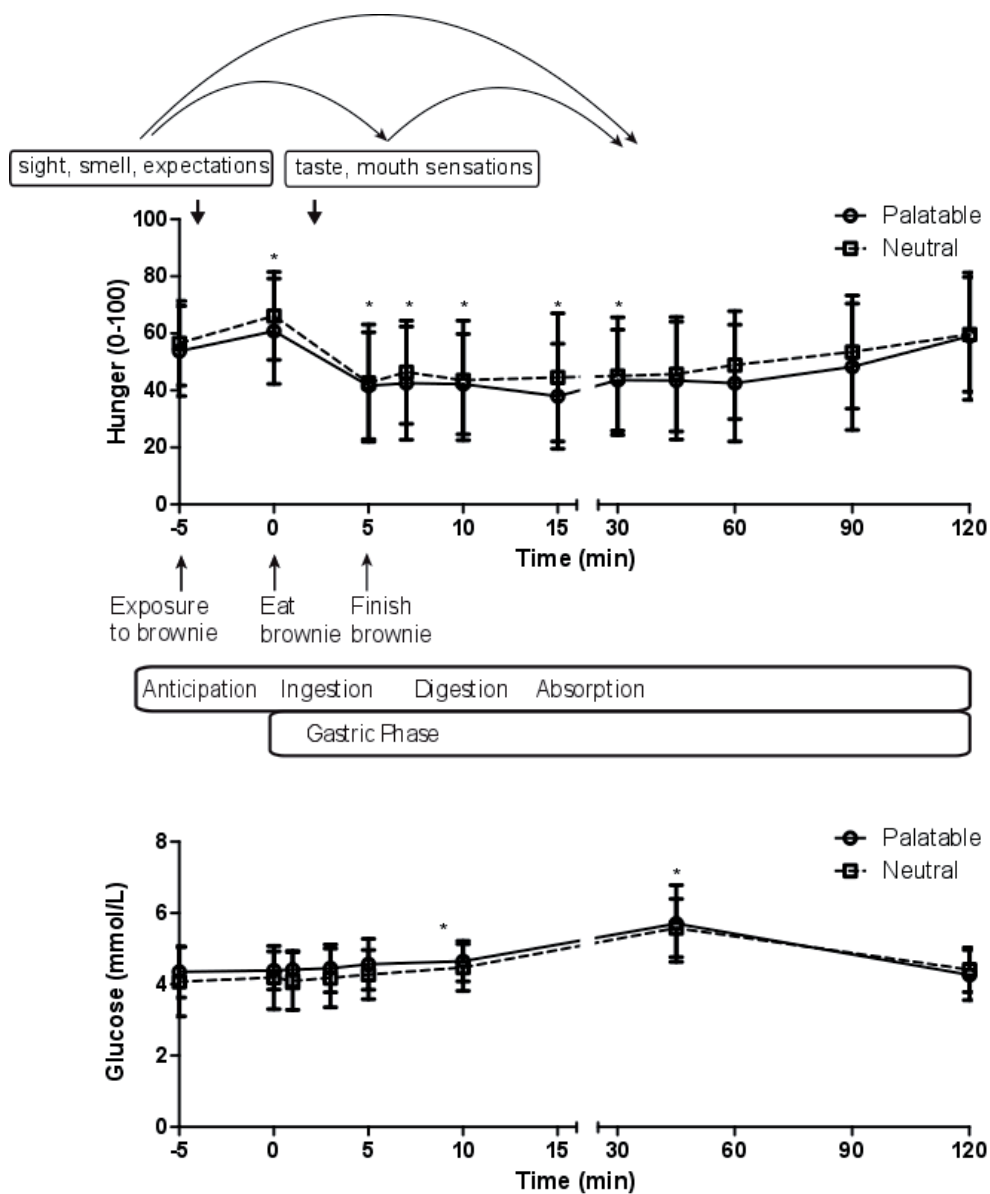 sight, smell, expectations
taste, mouth sensations
Palatable
Neutral
100
80
60
40
20
0
Hunger (0-100)
*
*
*
*
*
*
-5 0 5 10 15 30 60 90 120
Time (min)
Exposure to brownie
Eat brownie
Finish brownie
Anticipation Ingestion Digestion Absorption
Gastric Phase
Palatable
Neutral
8
6
4
2
0
Glucose (mmol/L)
*
*
-5 0 5 10 15 30 60 90 120
Time (min)